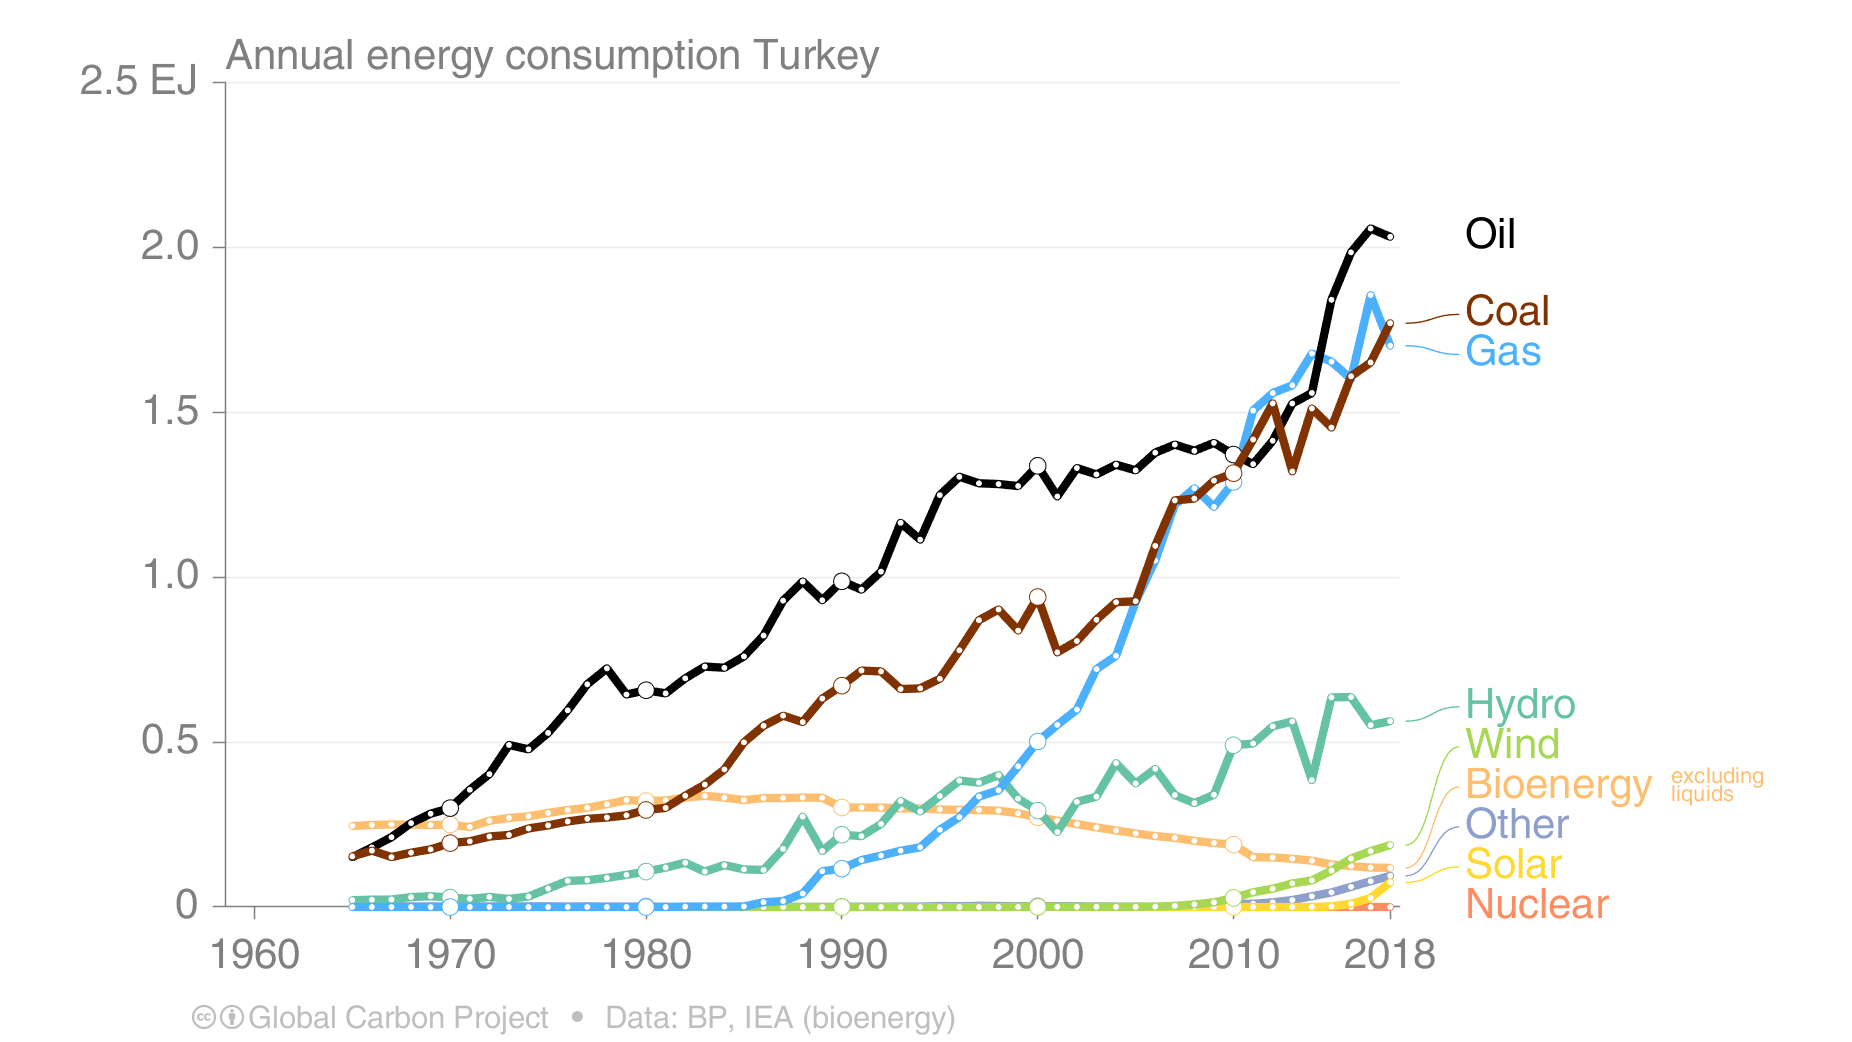 Annual energy consumption Turkey
2.5 EJ
2.0
1.5
1.0
0.5
0
1960 1970 1980 1990 2000 2010 2018
Oil
Coal
Gas
Hydro
Wind
Bioenergy excluding liquids
Other
Solar
Nuclear
cc Global Carbon Project • Data: BP, IEA (bioenergy)